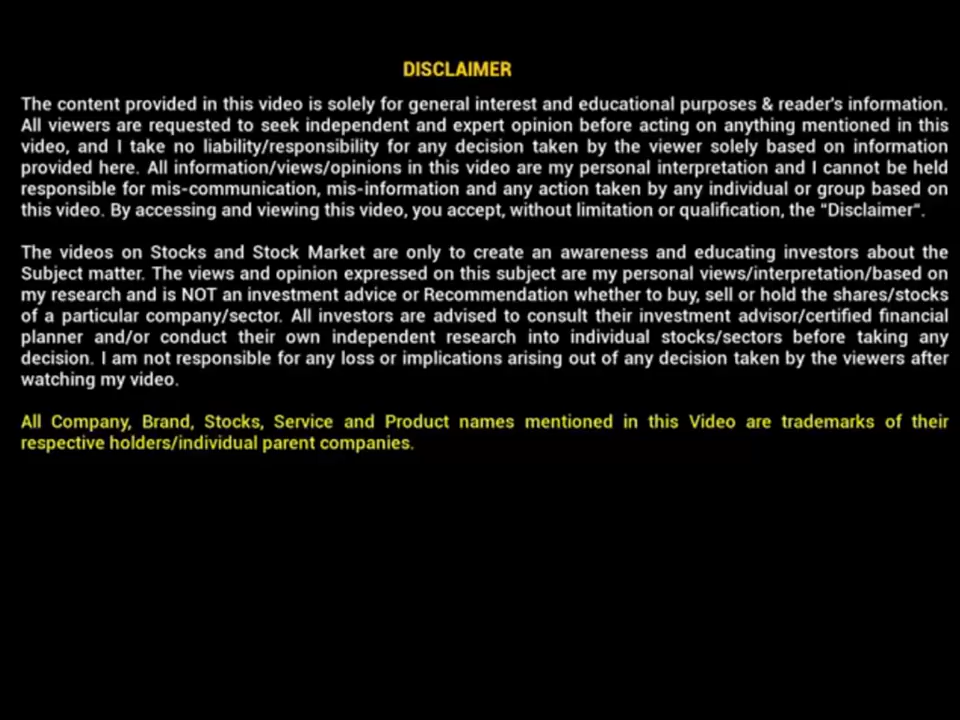 DISCLAIMER
The content provided in this video is solely for general interest and educational purposes & reader's information.
All viewers are requested to seek independent and expert opinion before acting on anything mentioned in this
video, and I take no liability/responsibility for any decision taken by the viewer solely based on information
provided here. All information/views/opinions in this video are my personal interpretation and I cannot be held
responsible for mis-communication, mis-information and any action taken by any individual or group based on
this video. By accessing and viewing this video, you accept, without limitation or qualification, the "Disclaimer".
The videos on Stocks and Stock Market are only to create an awareness and educating investors about the
Subject matter. The views and opinion expressed on this subject are my personal views/interpretation/based on
my research and is NOT an investment advice or Recommendation whether to buy, sell or hold the shares/stocks
of a particular company/sector. All investors are advised to consult their investment advisor/certified financial
planner and/or conduct their own independent research into individual stocks/sectors before taking any
decision. I am not responsible for any loss or implications arising out of any decision taken by the viewers after
watching my video.
All Company, Brand, Stocks, Service and Product names mentioned in this Video are trademarks of their
respective holders/individual parent companies.